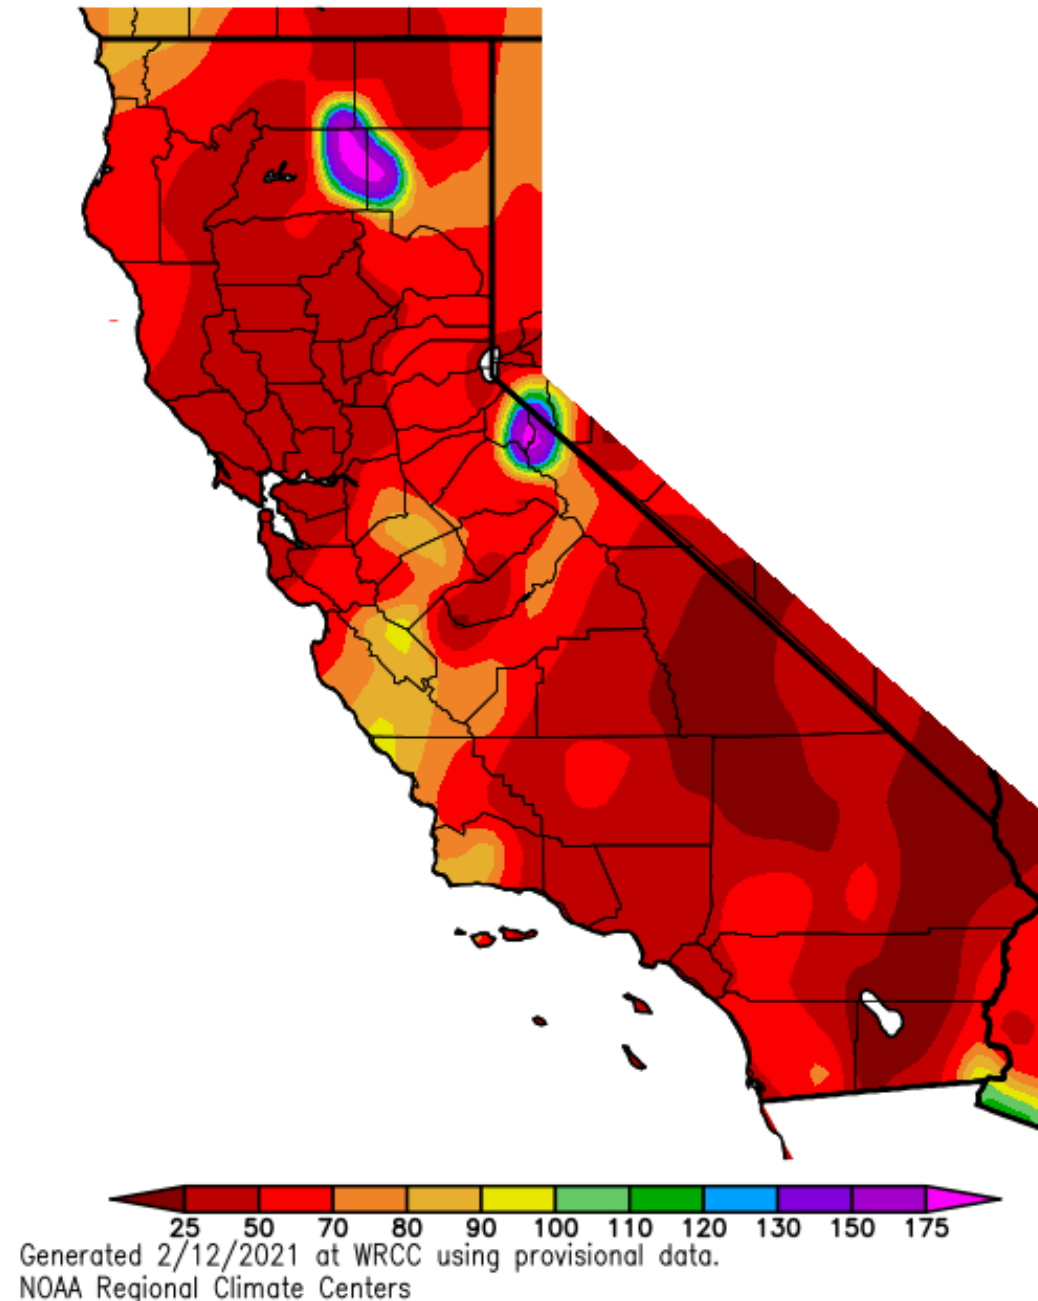 25 50 70 80 90 100 110 120 130 150 175
Generated 2/12/2021 at WRCC using provisional data.
NOAA Regional Climate Centers